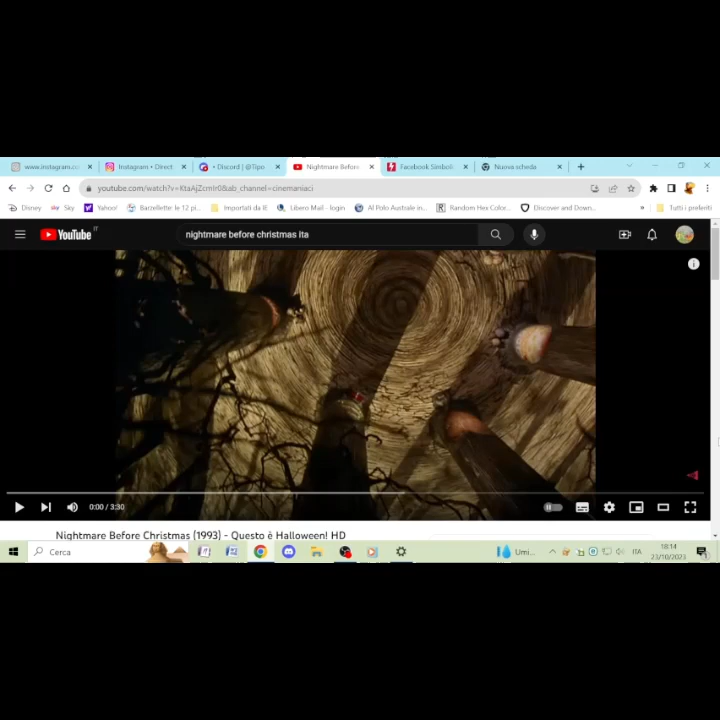 www.instagram.co
Instagram • Direct
• Discord | @Tipo
Nightmare Before
Facebook Simboli
Nuova scheda
youtube.com/watch?v=KtaAjZcmIr0&ab_channel=cinemaniaci
Disney
Sky
Yahoo!
Barzellette: le 12 pi...
Importati da IE
Libero Mail - login
Al Polo Australe in...
Random Hex Color...
Discover and Down...
»
Tutti i preferiti
YouTube IT
nightmare before christmas ita
0:00 / 3:30
Nightmare Before Christmas (1993) - Questo è Halloween! HD
Cerca
Umi...
ITA
18:14
23/10/2023